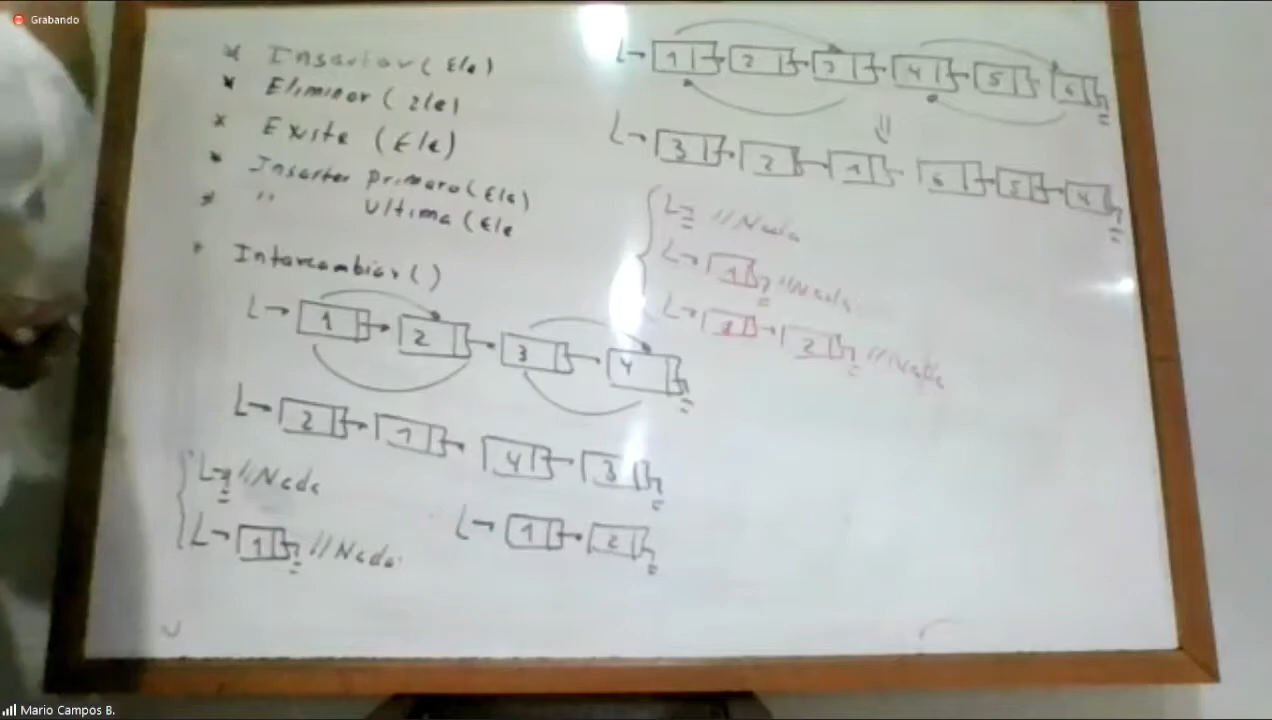 Grabando
* Insertar (Ele)
* Eliminar (Ele)
* Exite (Ele)
* Insertar primero (Ele)
* " Ultima (Ele
* Intercambiar ()
L→ 1 → 2 → 3 → 4
L→ 2 → 1 → 4 → 3
L→ // Nada
L→ 1 // Nada
L→ 1 → 2
L→ 1 → 2 → 3 → 4 → 5 → 6
L→ 3 → 2 → 1 → 6 → 5 → 4
L→ // Nada
L→ 1 // Nada
L→ 1 → 2 // Nada
Mario Campos B.